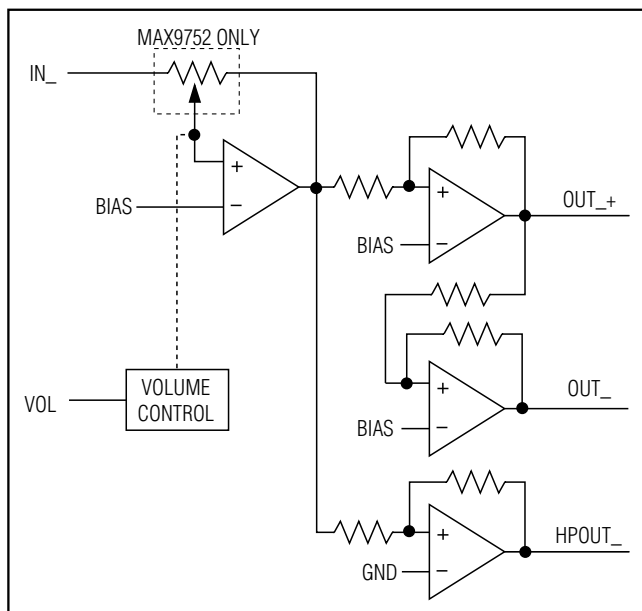 MAX9752 ONLY
IN_
+
−
BIAS
+
−
BIAS
OUT_+
VOL
VOLUME
CONTROL
+
−
BIAS
OUT_
+
−
GND
HPOUT_